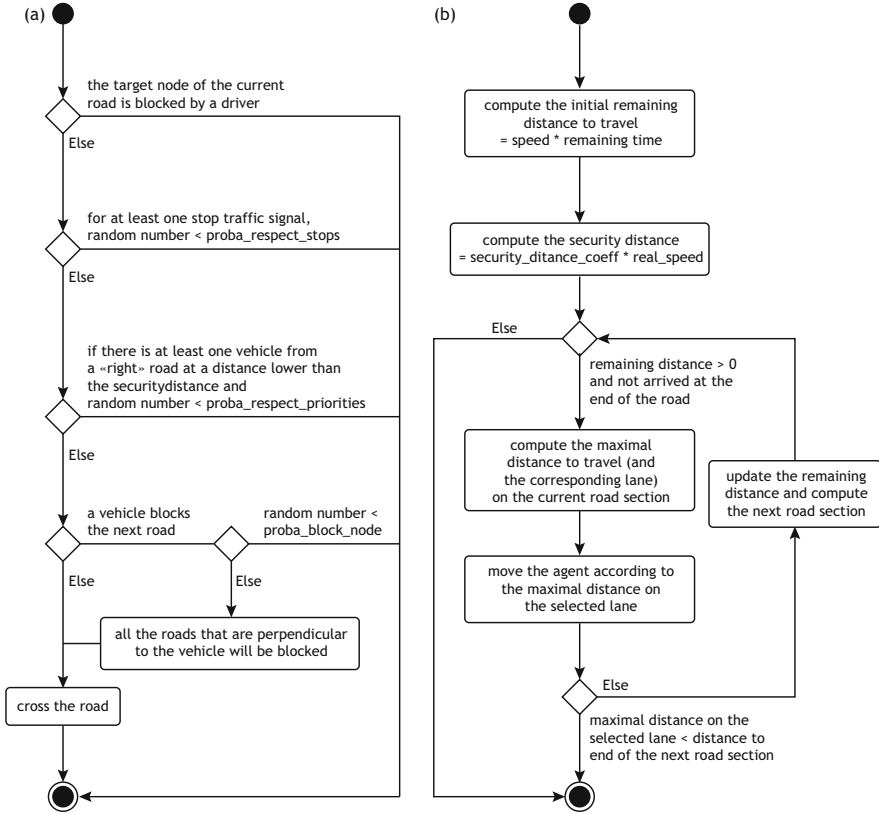 (a)
the target node of the current
road is blocked by a driver
Else
for at least one stop traffic signal,
random number < proba_respect_stops
Else
if there is at least one vehicle from
a «right» road at a distance lower than
the securitydistance and
random number < proba_respect_priorities
Else
a vehicle blocks
the next road
random number <
proba_block_node
Else
Else
all the roads that are perpendicular
to the vehicle will be blocked
cross the road
(b)
compute the initial remaining
distance to travel
= speed * remaining time
compute the security distance
= security_ditance_coeff * real_speed
Else
remaining distance > 0
and not arrived at the
end of the road
compute the maximal
distance to travel (and
the corresponding lane)
on the current road section
update the remaining
distance and compute
the next road section
move the agent according to
the maximal distance on
the selected lane
Else
maximal distance on the
selected lane < distance to
end of the next road section